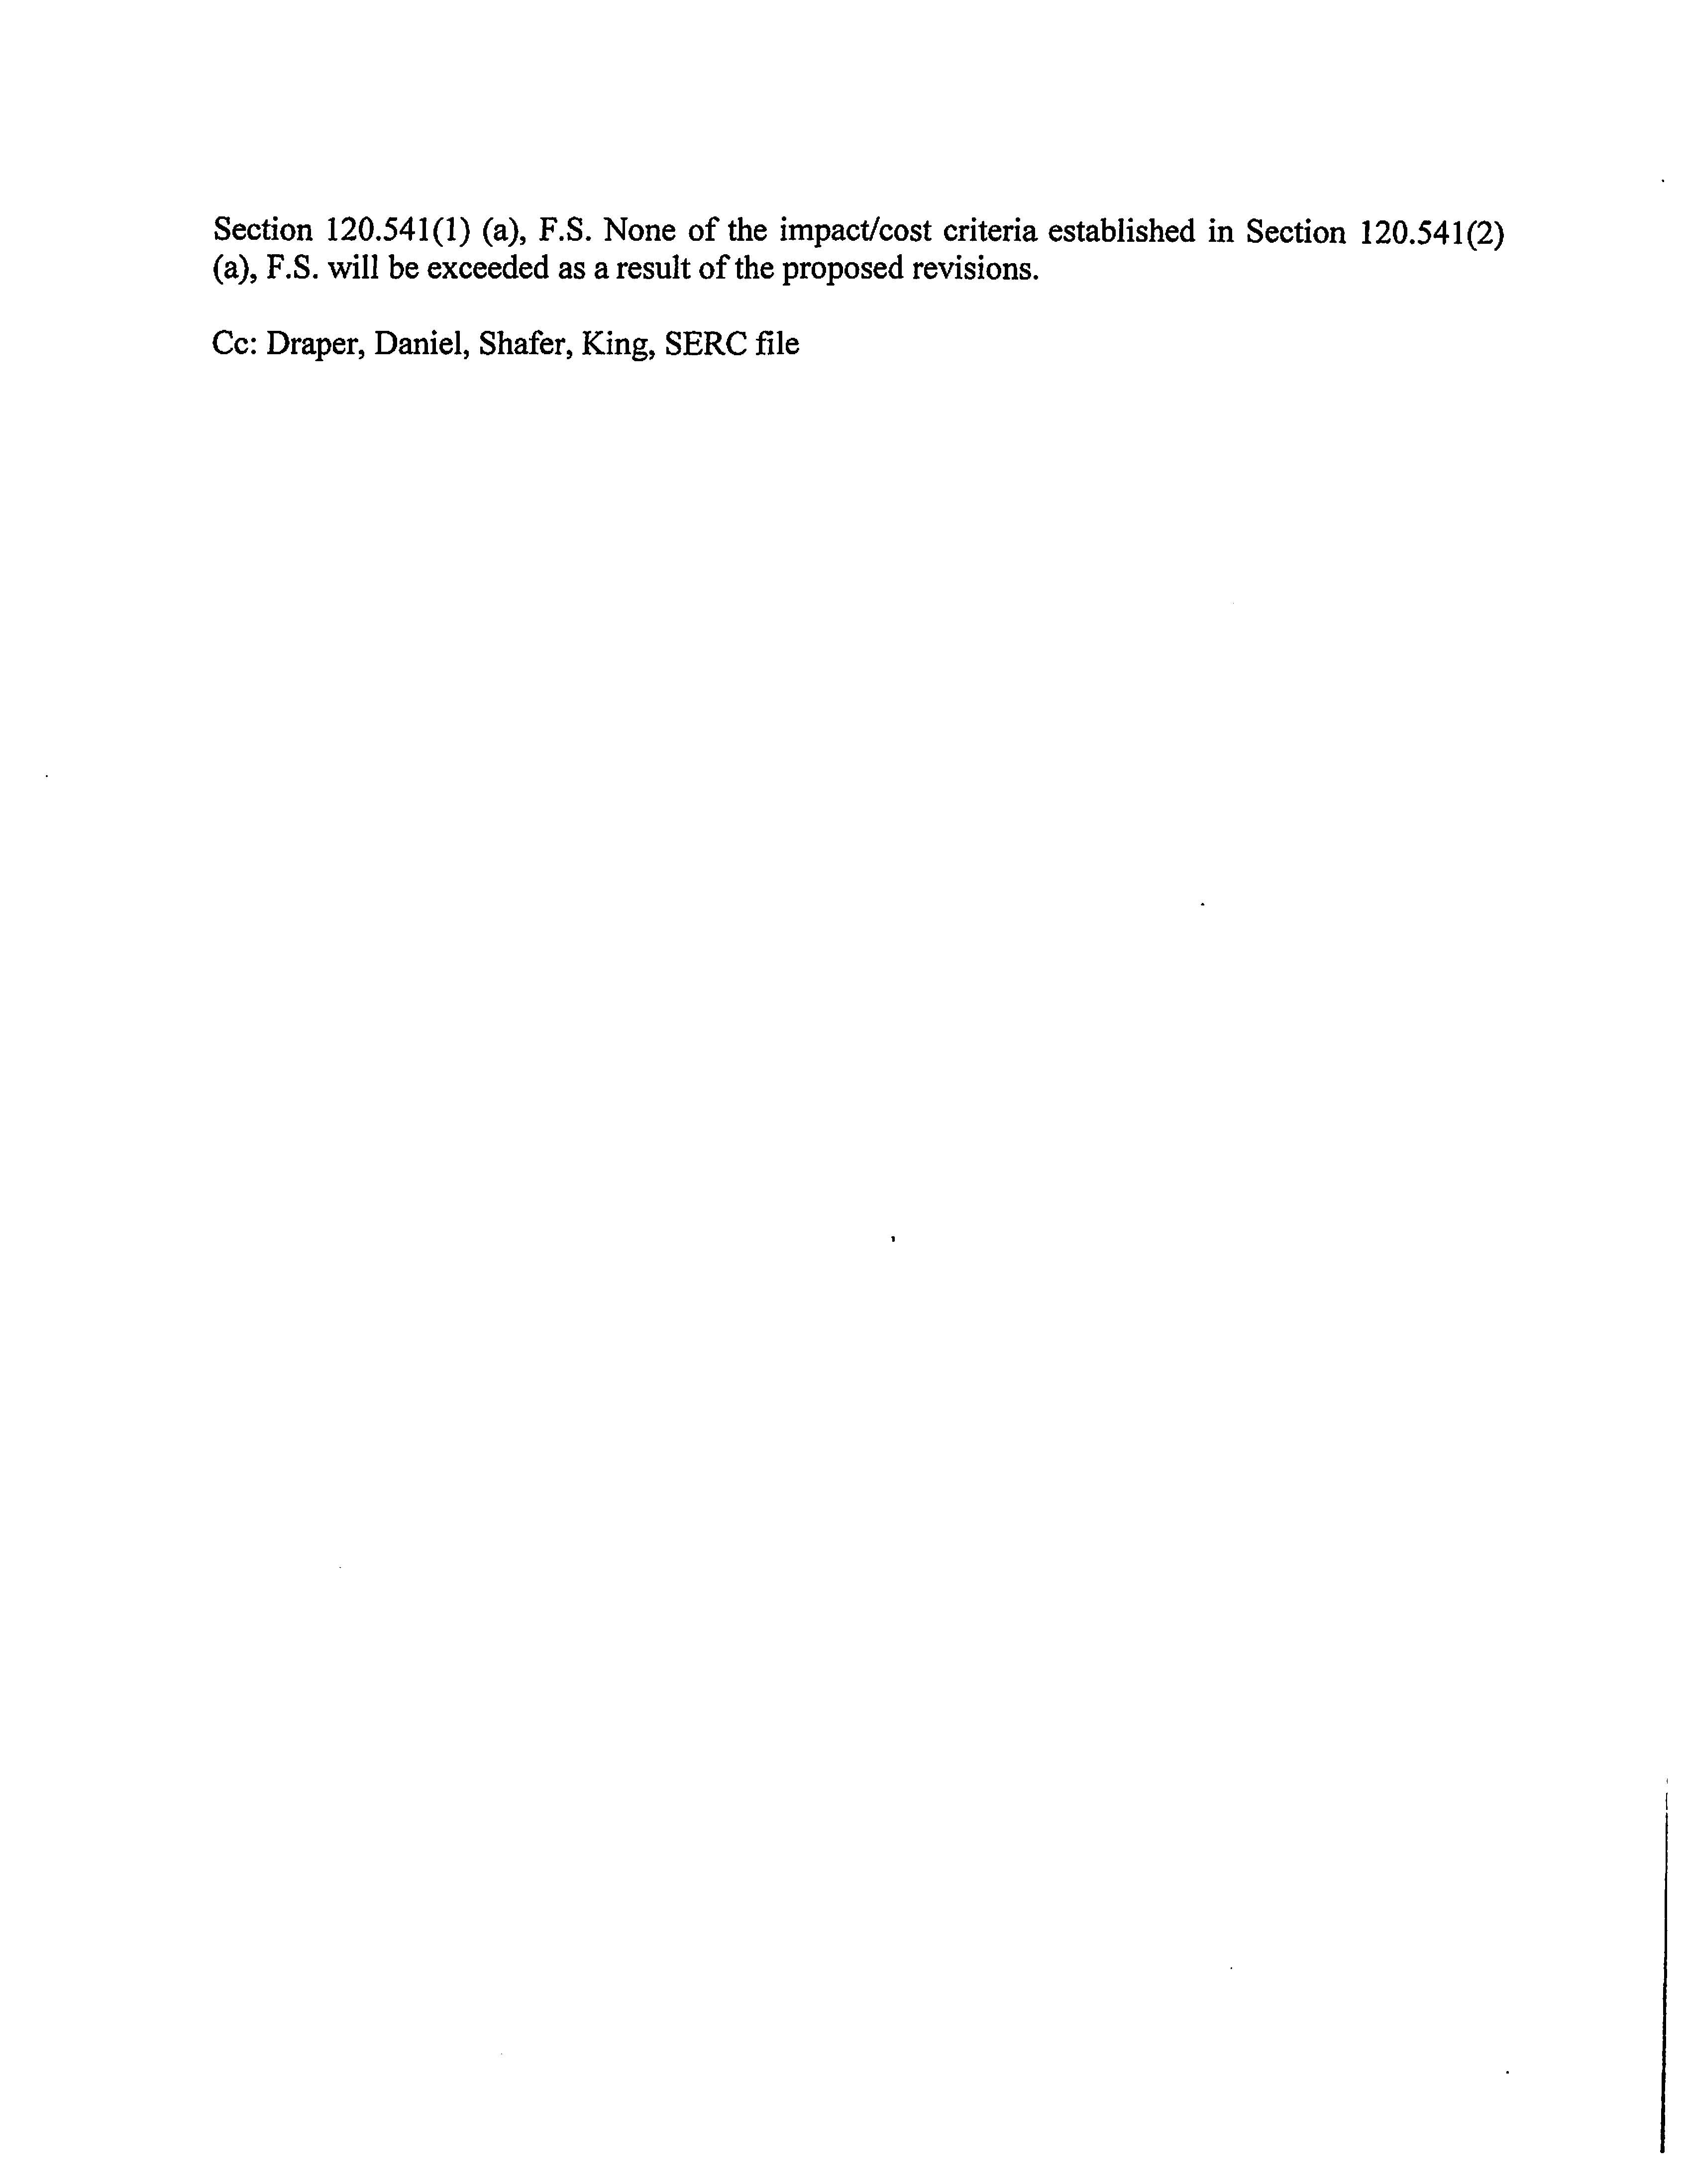 Section 120.541(1) (a), F.S. None of the impact/cost criteria established in Section 120.541(2)
(a), F.S. will be exceeded as a result of the proposed revisions.
Cc: Draper, Daniel, Shafer, King, SERC file